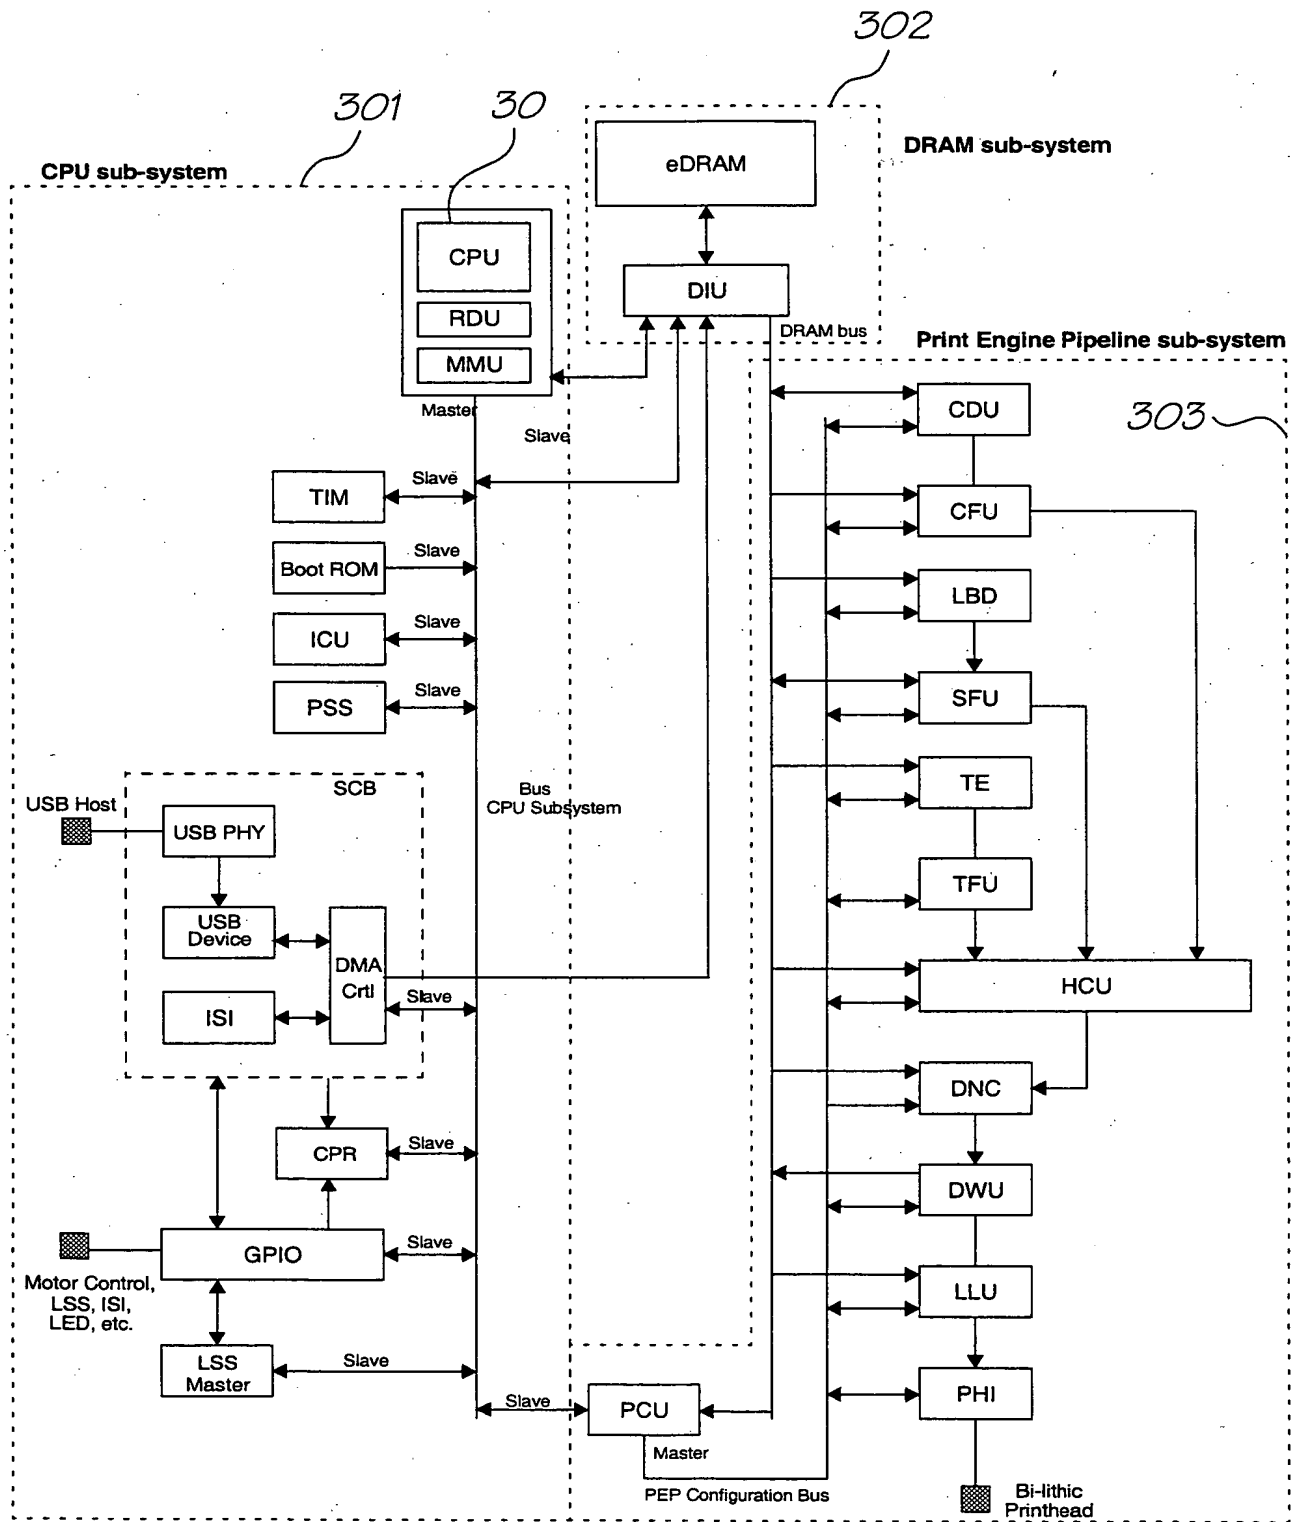 302
301
30
DRAM sub-system
CPU sub-system
eDRAM
CPU
DIU
RDU
DRAM bus
Print Engine Pipeline sub-system
MMU
Master
Slave
CDU
303
TIM
Slave
CFU
Boot ROM
Slave
LBD
ICU
Slave
PSS
Slave
SFU
SCB
Bus
CPU Subsystem
TE
USB Host
USB PHY
TFU
USB
Device
DMA
Crtl
Slave
HCU
ISI
DNC
CPR
Slave
DWU
GPIO
Slave
Motor Control,
LSS, ISI,
LED, etc.
LLU
LSS
Master
Slave
PHI
Slave
PCU
Master
PEP Configuration Bus
Bi-lithic
Printhead